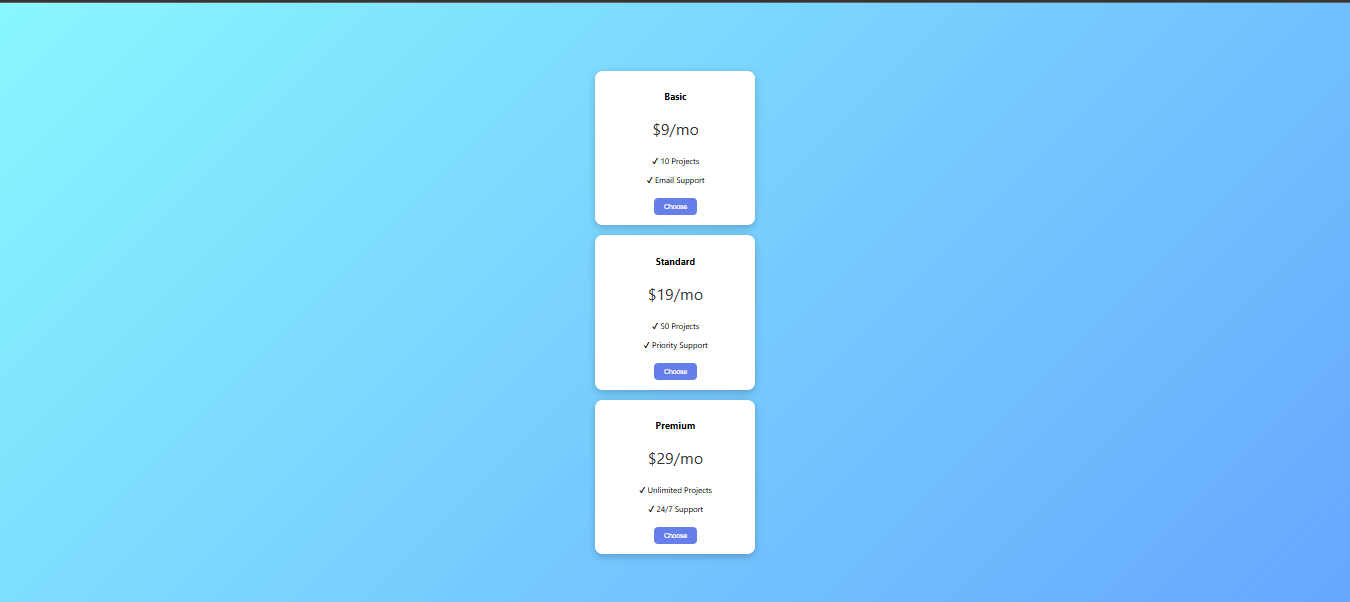 Basic
$9/mo
✓ 10 Projects
✓ Email Support
Choose
Standard
$19/mo
✓ 50 Projects
✓ Priority Support
Choose
Premium
$29/mo
✓ Unlimited Projects
✓ 24/7 Support
Choose